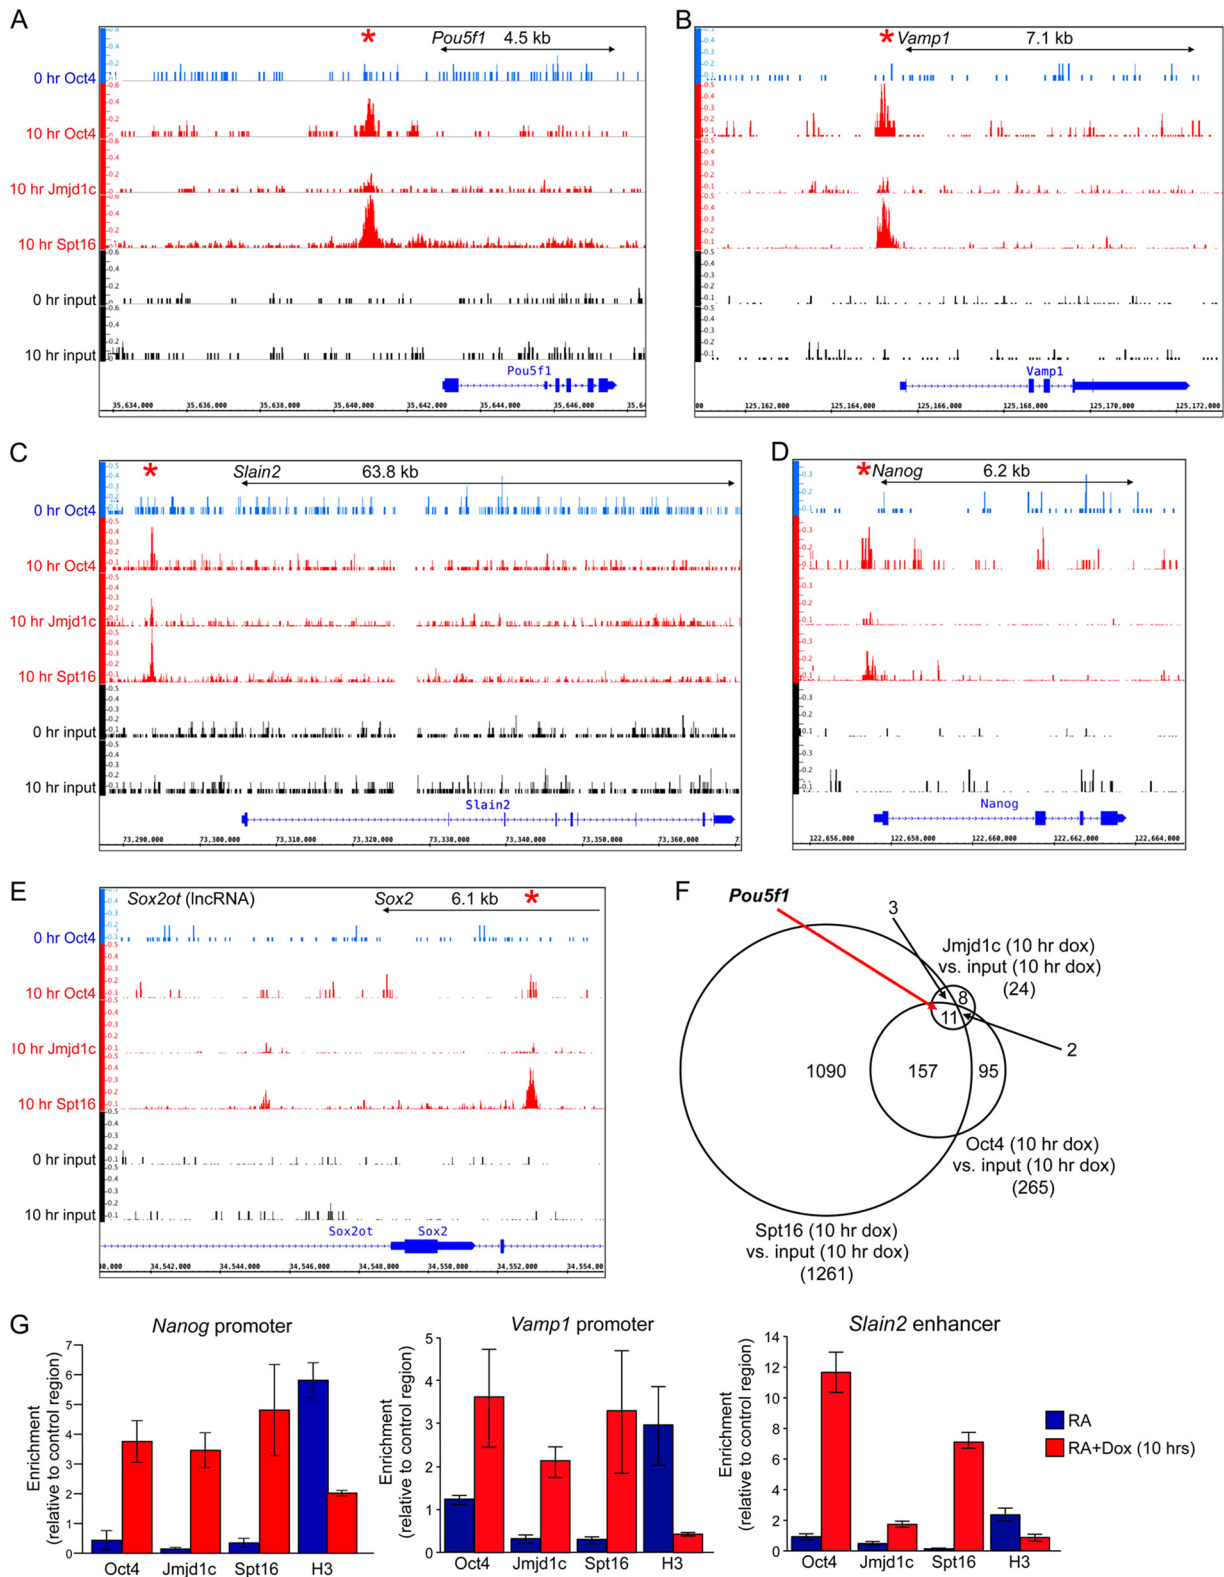 A
Pou5f1 4.5 kb
0 hr Oct4
10 hr Oct4
10 hr Jmjd1c
10 hr Spt16
0 hr input
10 hr input
Pou5f1
35,634,000 35,636,000 35,638,000 35,640,000 35,642,000 35,644,000 35,646,000 35,64
B
Vamp1 7.1 kb
Vamp1
00 125,162,000 125,164,000 125,166,000 125,168,000 125,170,000 125,172,000
C
Slain2 63.8 kb
0 hr Oct4
10 hr Oct4
10 hr Jmjd1c
10 hr Spt16
0 hr input
10 hr input
Slain2
73,290,000 73,300,000 73,310,000 73,320,000 73,330,000 73,340,000 73,350,000 73,360,000 7
D
Nanog 6.2 kb
Nanog
122,656,000 122,658,000 122,660,000 122,662,000 122,664,000
E
Sox2ot (lncRNA) Sox2 6.1 kb
0 hr Oct4
10 hr Oct4
10 hr Jmjd1c
10 hr Spt16
0 hr input
10 hr input
Sox2ot Sox2
34,542,000 34,544,000 34,546,000 34,548,000 34,550,000 34,552,000 34,554,00
F
Pou5f1
3
Jmjd1c (10 hr dox)
vs. input (10 hr dox)
(24)
8
11
2
1090 157 95
Oct4 (10 hr dox)
vs. input (10 hr dox)
(265)
Spt16 (10 hr dox)
vs. input (10 hr dox)
(1261)
G
Nanog promoter
Enrichment
(relative to control region)
7
6
5
4
3
2
1
0
Oct4 Jmjd1c Spt16 H3
Vamp1 promoter
Enrichment
(relative to control region)
5
4
3
2
1
0
Oct4 Jmjd1c Spt16 H3
Slain2 enhancer
Enrichment
(relative to control region)
14
12
10
8
6
4
2
0
Oct4 Jmjd1c Spt16 H3
RA
RA+Dox (10 hrs)